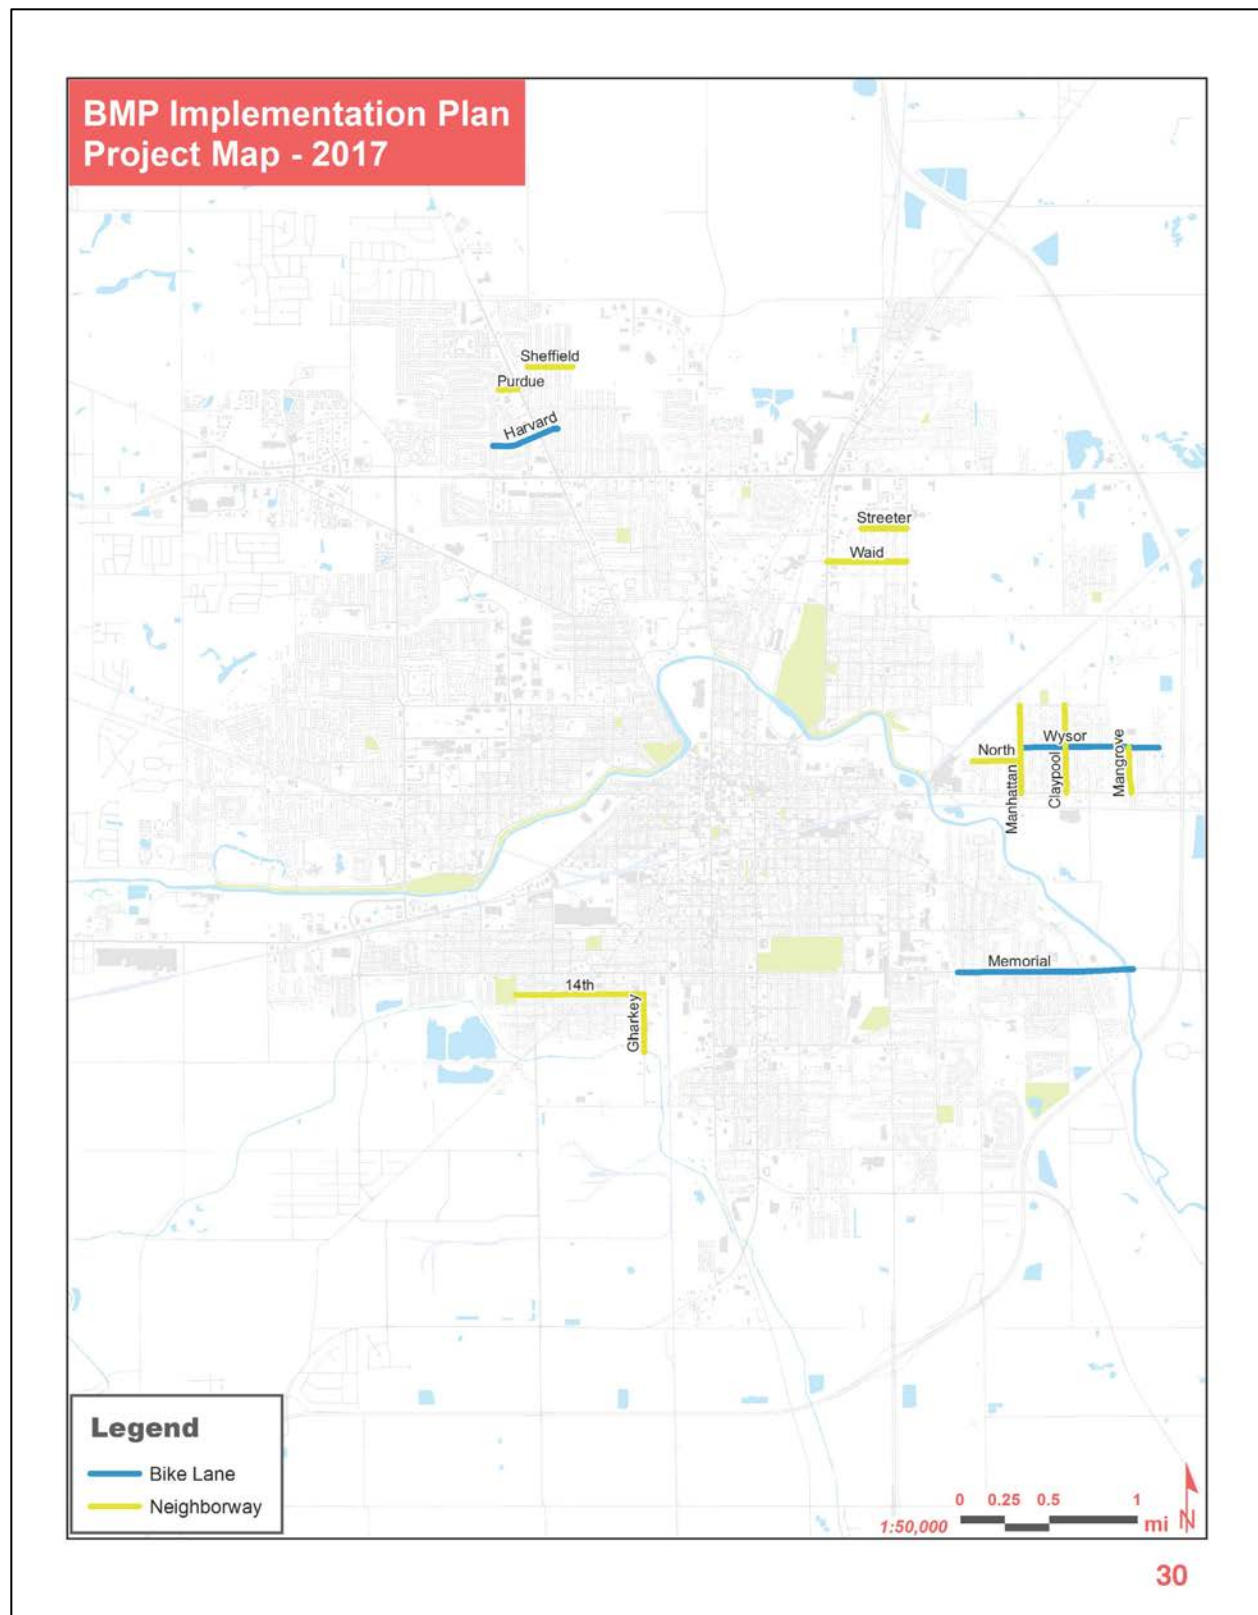 BMP Implementation Plan
Project Map - 2017
Sheffield
Purdue
Harvard
Streeter
Waid
Wysor
North
Manhattan
Claypool
Mangrove
Memorial
14th
Gharkey
Legend
Bike Lane
Neighborway
0 0.25 0.5 1
1:50,000 mi N
30